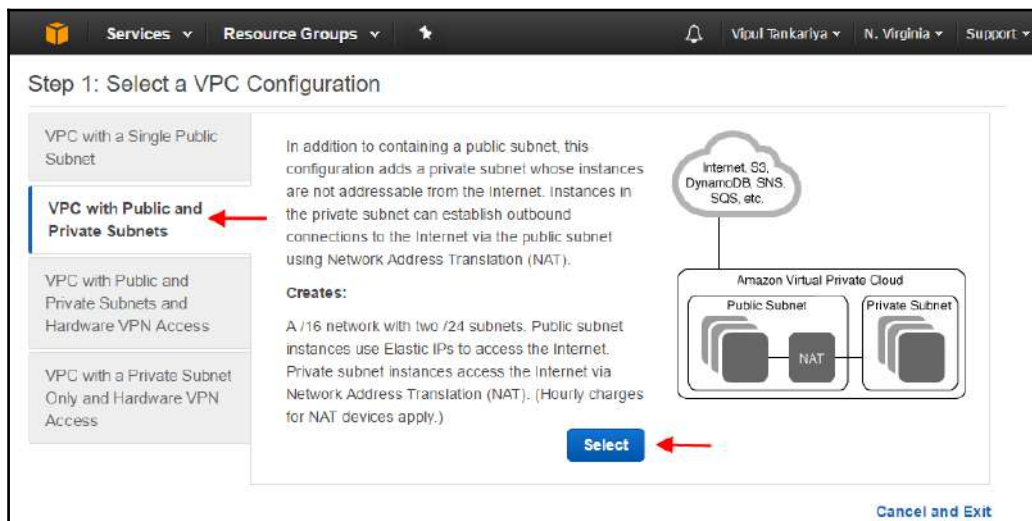 Services Resource Groups Vipul Tankariya N. Virginia Support
Step 1: Select a VPC Configuration
VPC with a Single Public
Subnet
VPC with Public and
Private Subnets
VPC with Public and
Private Subnets and
Hardware VPN Access
VPC with a Private Subnet
Only and Hardware VPN
Access
In addition to containing a public subnet, this
configuration adds a private subnet whose instances
are not addressable from the Internet. Instances in
the private subnet can establish outbound
connections to the Internet via the public subnet
using Network Address Translation (NAT).
Creates:
A /16 network with two /24 subnets. Public subnet
instances use Elastic IPs to access the Internet.
Private subnet instances access the Internet via
Network Address Translation (NAT). (Hourly charges
for NAT devices apply.)
Select
Internet, S3,
DynamoDB, SNS,
SQS, etc.
Amazon Virtual Private Cloud
Public Subnet
Private Subnet
NAT
Cancel and Exit